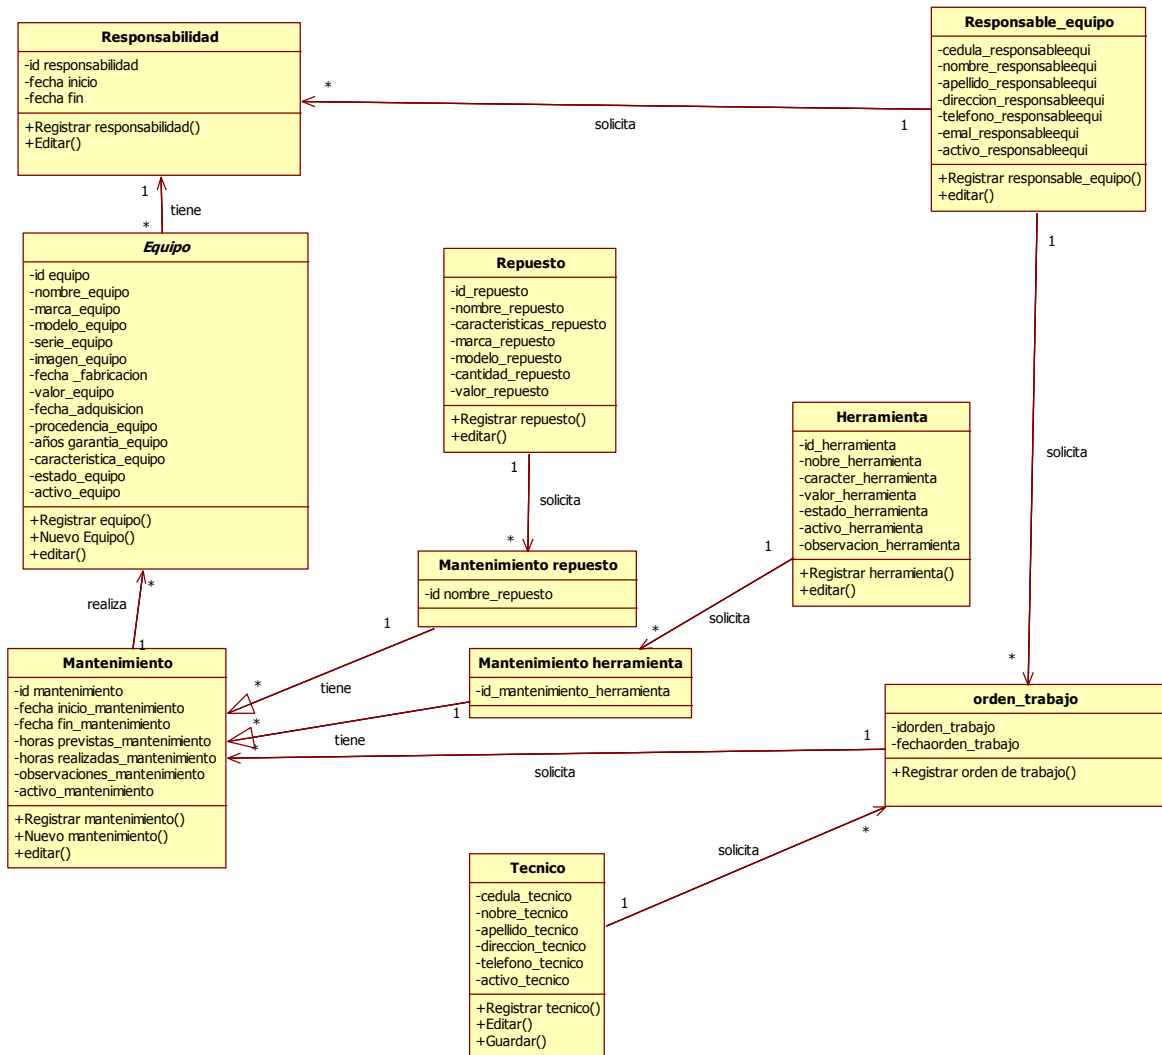 Responsabilidad
-id responsabilidad
-fecha inicio
-fecha fin
+Registrar responsabilidad()
+Editar()
Responsable_equipo
-cedula_responsableequi
-nombre_responsableequi
-apellido_responsableequi
-direccion_responsableequi
-telefono_responsableequi
-emal_responsableequi
-activo_responsableequi
+Registrar responsable_equipo()
+editar()
*
solicita
1
1
tiene
*
Equipo
-id equipo
-nombre_equipo
-marca_equipo
-modelo_equipo
-serie_equipo
-imagen_equipo
-fecha _fabricacion
-valor_equipo
-fecha_adquisicion
-procedencia_equipo
-años garantia_equipo
-caracteristica_equipo
-estado_equipo
-activo_equipo
+Registrar equipo()
+Nuevo Equipo()
+editar()
Repuesto
-id_repuesto
-nombre_repuesto
-caracteristicas_repuesto
-marca_repuesto
-modelo_repuesto
-cantidad_repuesto
-valor_repuesto
+Registrar repuesto()
+editar()
1
solicita
*
Herramienta
-id_herramienta
-nobre_herramienta
-caracter_herramienta
-valor_herramienta
-estado_herramienta
-activo_herramienta
-observacion_herramienta
+Registrar herramienta()
+editar()
1
solicita
*
1
solicita
*
Mantenimiento repuesto
-id nombre_repuesto
1
tiene
*
Mantenimiento herramienta
-id_mantenimiento_herramienta
1
tiene
*
*
realiza
1
Mantenimiento
-id mantenimiento
-fecha inicio_mantenimiento
-fecha fin_mantenimiento
-horas previstas_mantenimiento
-horas realizadas_mantenimiento
-observaciones_mantenimiento
-activo_mantenimiento
+Registrar mantenimiento()
+Nuevo mantenimiento()
+editar()
orden_trabajo
-idorden_trabajo
-fechaorden_trabajo
+Registrar orden de trabajo()
1
solicita
*
*
solicita
1
Tecnico
-cedula_tecnico
-nobre_tecnico
-apellido_tecnico
-direccion_tecnico
-telefono_tecnico
-activo_tecnico
+Registrar tecnico()
+Editar()
+Guardar()